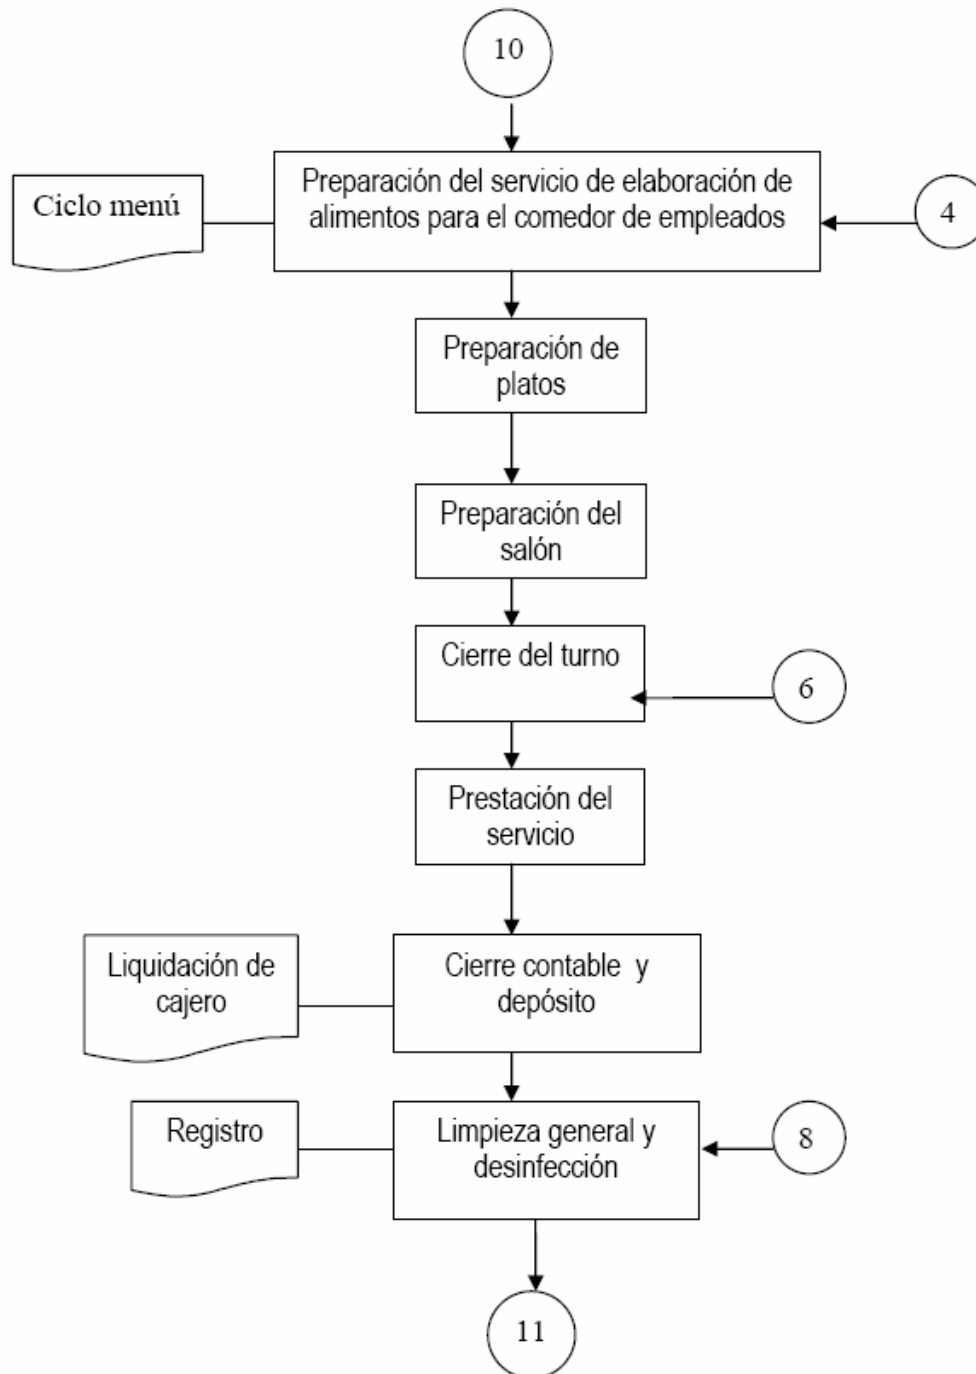 10
Preparación del servicio de elaboración de
alimentos para el comedor de empleados
Ciclo menú
4
Preparación de
platos
Preparación del
salón
Cierre del turno
6
Prestación del
servicio
Liquidación de
cajero
Cierre contable y
depósito
Registro
Limpieza general y
desinfección
8
11